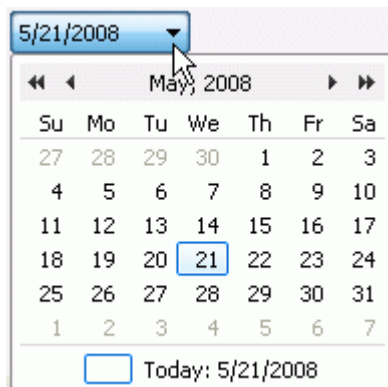 5/21/2008
May, 2008
Su Mo Tu We Th Fr Sa
27 28 29 30 1 2 3
4 5 6 7 8 9 10
11 12 13 14 15 16 17
18 19 20 21 22 23 24
25 26 27 28 29 30 31
1 2 3 4 5 6 7
Today: 5/21/2008